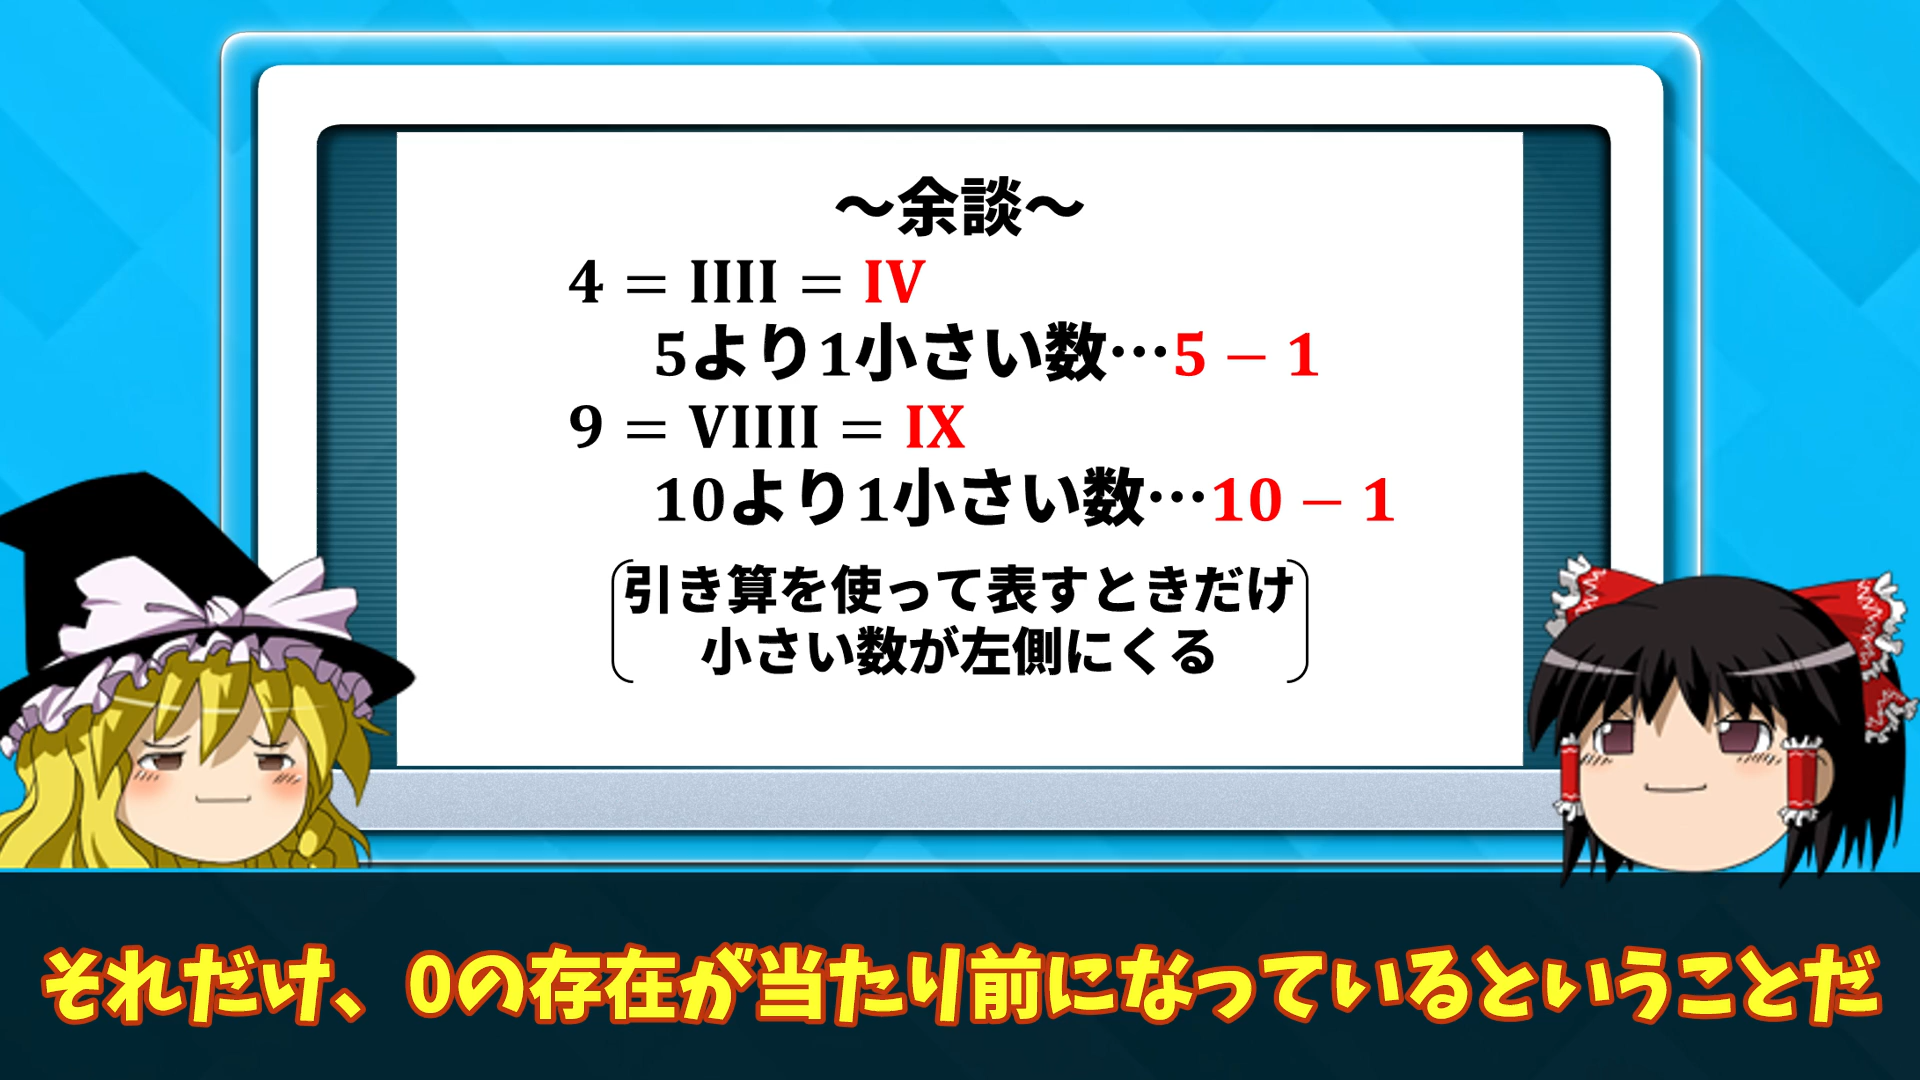 ～余談～
4 = IIII = IV
5より1小さい数…5 − 1
9 = VIIII = IX
10より1小さい数…10 − 1
引き算を使って表すときだけ
小さい数が左側にくる
それだけ、0の存在が当たり前になっているということだ